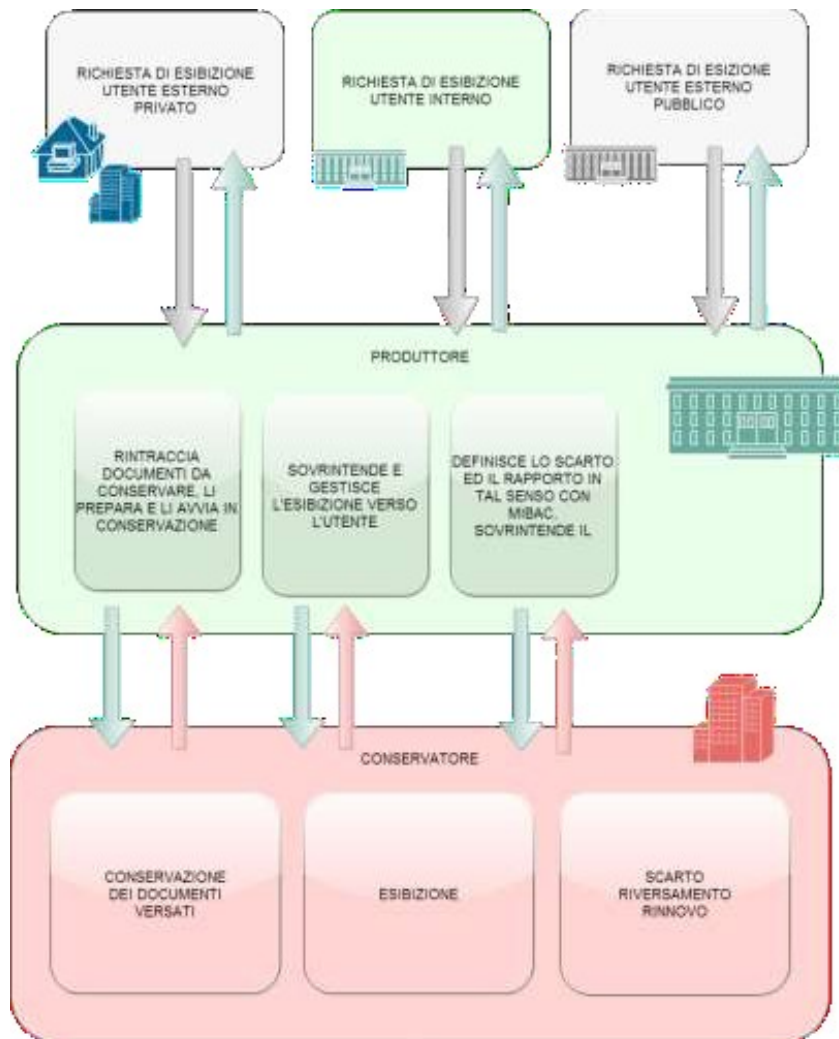 RICHIESTA DI ESIBIZIONE
UTENTE ESTERNO
PRIVATO
RICHIESTA DI ESIBIZIONE
UTENTE INTERNO
RICHIESTA DI ESIZIONE
UTENTE ESTERNO
PUBBLICO
PRODUTTORE
RINTRACCIA
DOCUMENTI DA
CONSERVARE, LI
PREPARA E LI AVVIA IN
CONSERVAZIONE
SOVRINTENDE E
GESTISCE
L'ESIBIZIONE VERSO
L'UTENTE
DEFINISCE LO SCARTO
ED IL RAPPORTO IN
TAL SENSO CON
MIBAC.
SOVRINTENDE IL
CONSERVATORE
CONSERVAZIONE
DEI DOCUMENTI
VERSATI
ESIBIZIONE
SCARTO
RIVERSAMENTO
RINNOVO